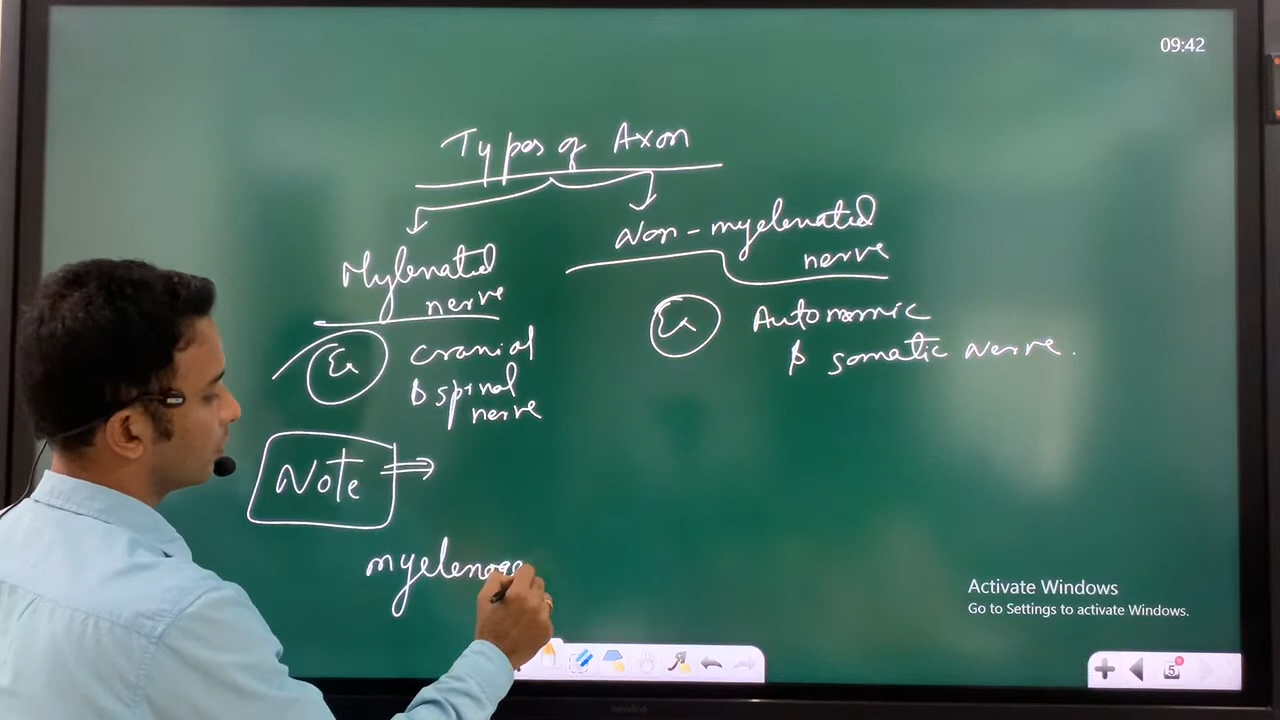 09:42
Types of Axon
Mylenated
nerve
Non-myelenated
nerve
Ex
cranial
& spinal
nerve
Ex
Autonomic
& somatic nerve.
Note ⇒
Activate Windows
Go to Settings to activate Windows.
5